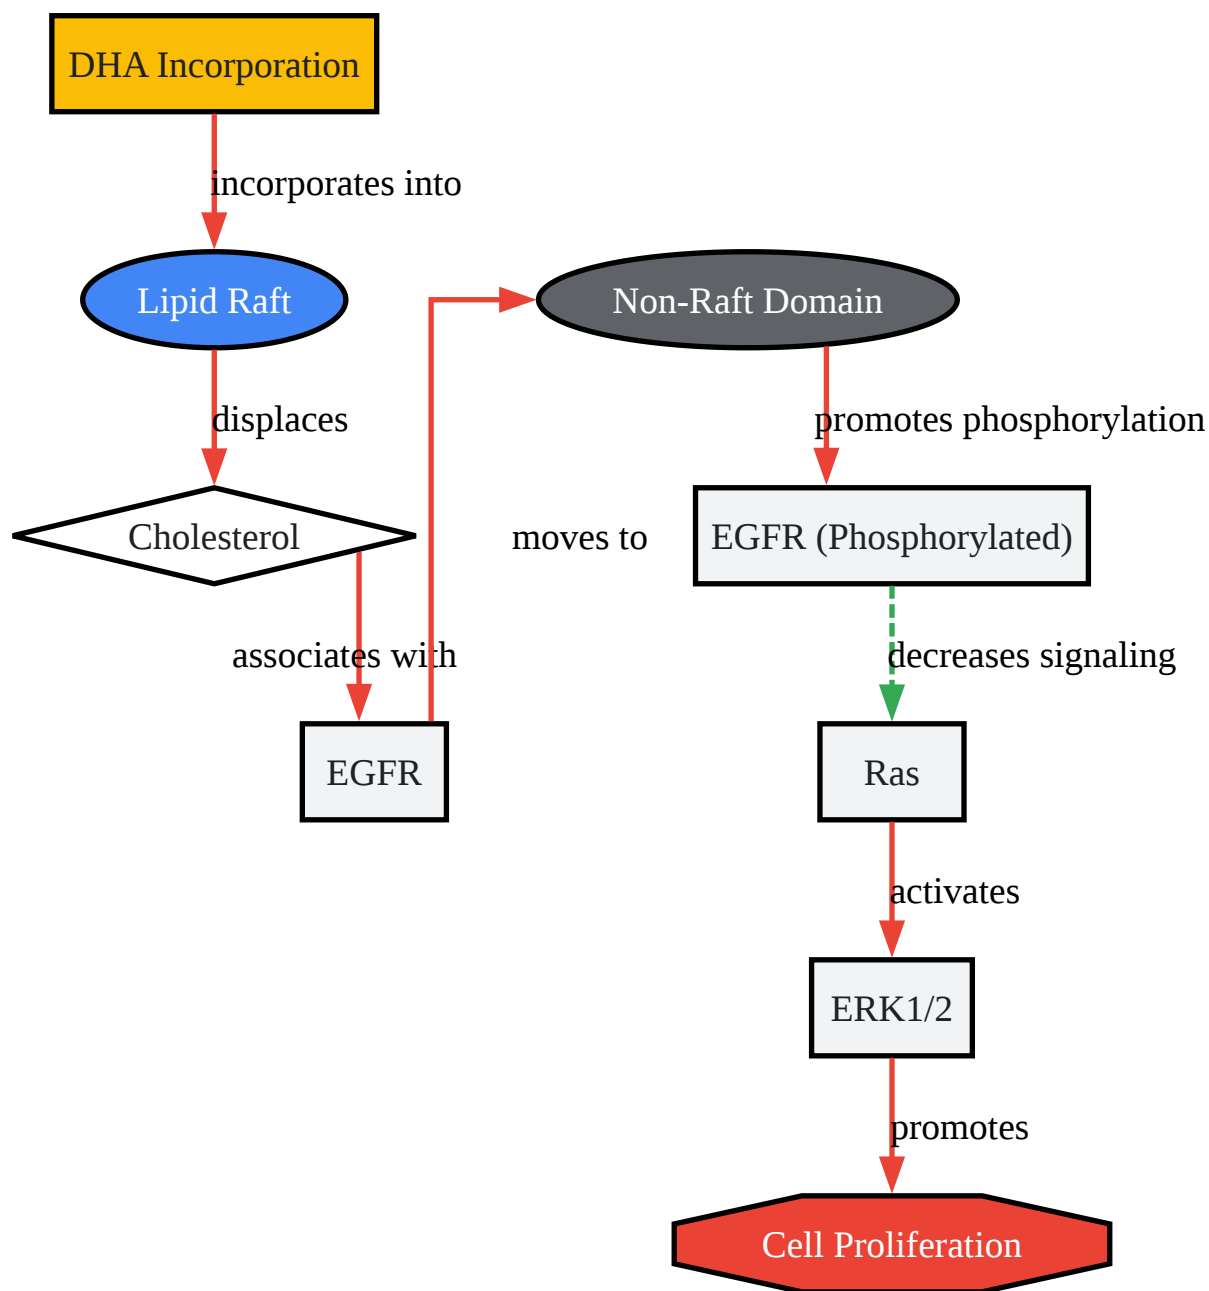 DHA Incorporation
incorporates into
Lipid Raft
Non-Raft Domain
displaces
promotes phosphorylation
Cholesterol
moves to
EGFR (Phosphorylated)
associates with
decreases signaling
EGFR
Ras
activates
ERK1/2
promotes
Cell Proliferation